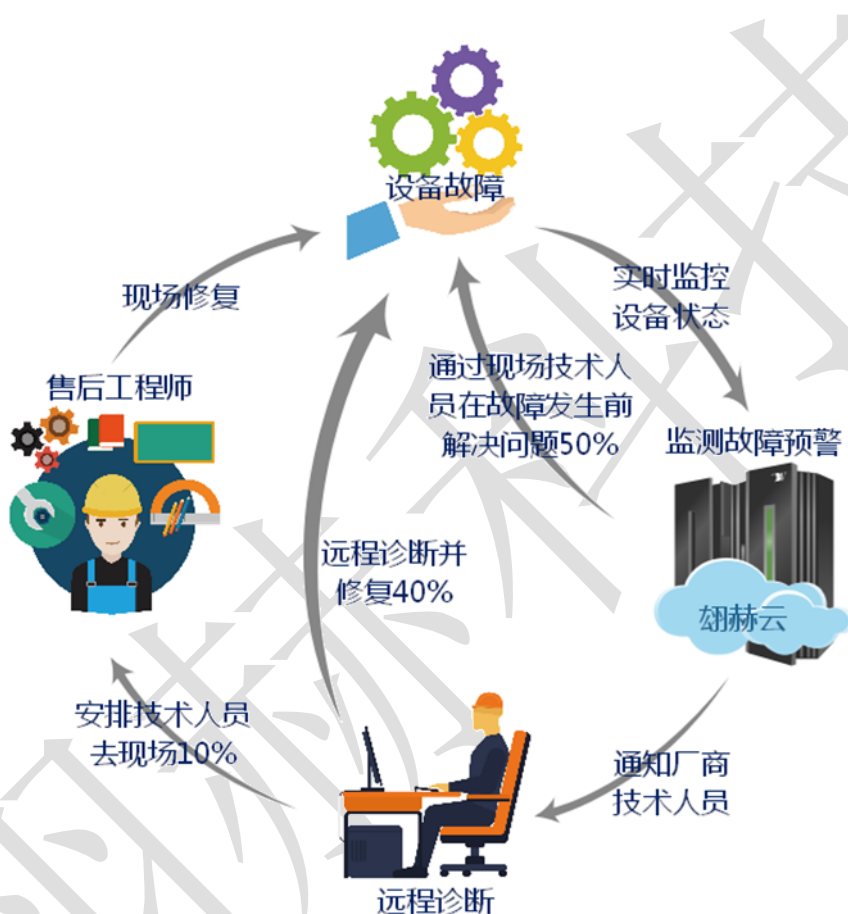 设备故障
实时监控
设备状态
现场修复
通过现场技术人
员在故障发生前
解决问题50%
售后工程师
监测故障预警
远程诊断并
修复40%
翃赫云
安排技术人员
去现场10%
通知厂商
技术人员
远程诊断